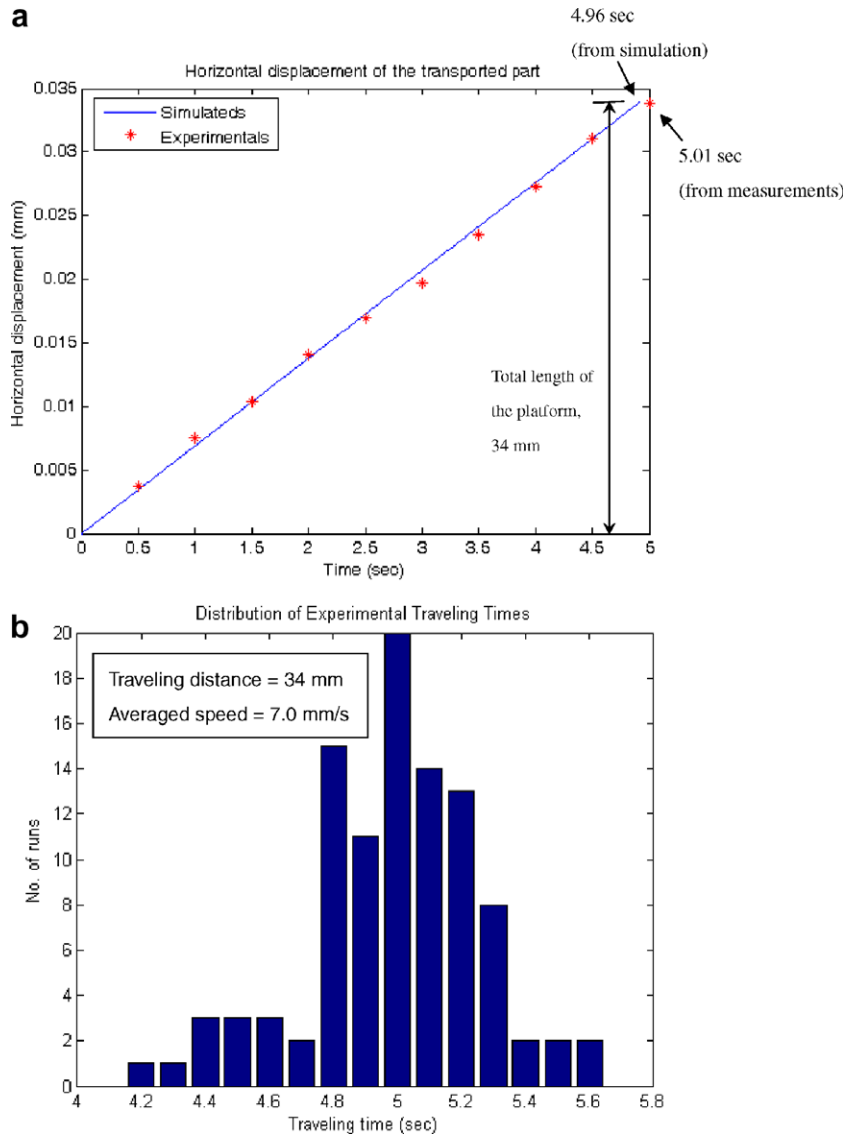 a
4.96 sec
(from simulation)
Horizontal displacement of the transported part
0.035
0.03
0.025
0.02
0.015
0.01
0.005
0
Horizontal displacement (mm)
Simulateds
Experimentals
5.01 sec
(from measurements)
Total length of
the platform,
34 mm
0 0.5 1 1.5 2 2.5 3 3.5 4 4.5 5
Time (sec)
b
Distribution of Experimental Traveling Times
20
18
16
14
12
10
8
6
4
2
0
No. of runs
Traveling distance = 34 mm
Averaged speed = 7.0 mm/s
4 4.2 4.4 4.6 4.8 5 5.2 5.4 5.6 5.8
Traveling time (sec)